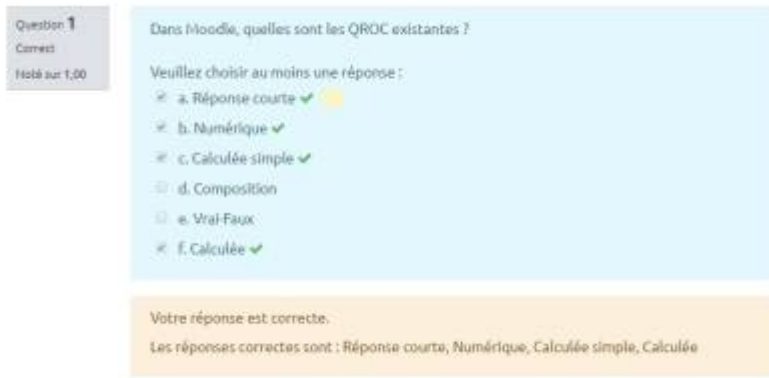 Question 1
Correct
Noté sur 1,00
Dans Moodle, quelles sont les QROC existantes ?
Veuillez choisir au moins une réponse :
a. Réponse courte
b. Numérique
c. Calculée simple
d. Composition
e. Vrai-Faux
f. Calculée
Votre réponse est correcte.
Les réponses correctes sont : Réponse courte, Numérique, Calculée simple, Calculée